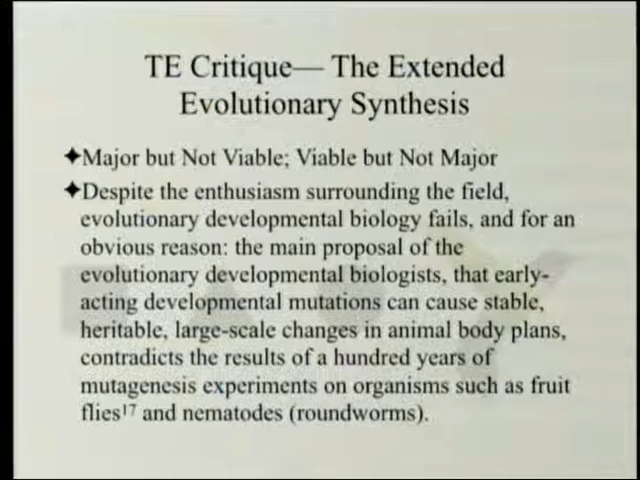 TE Critique— The Extended
Evolutionary Synthesis
✦Major but Not Viable; Viable but Not Major
✦Despite the enthusiasm surrounding the field,
evolutionary developmental biology fails, and for an
obvious reason: the main proposal of the
evolutionary developmental biologists, that early-
acting developmental mutations can cause stable,
heritable, large-scale changes in animal body plans,
contradicts the results of a hundred years of
mutagenesis experiments on organisms such as fruit
flies¹⁷ and nematodes (roundworms).